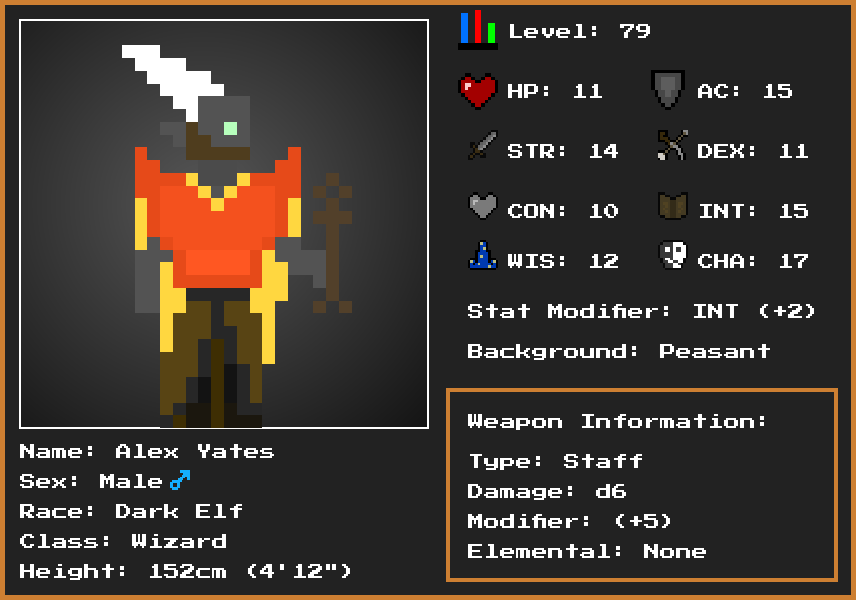 Level: 79
HP: 11
AC: 15
STR: 14
DEX: 11
CON: 10
INT: 15
WIS: 12
CHA: 17
Stat Modifier: INT (+2)
Background: Peasant
Weapon Information:
Type: Staff
Damage: d6
Modifier: (+5)
Elemental: None
Name: Alex Yates
Sex: Male♂
Race: Dark Elf
Class: Wizard
Height: 152cm (4'12")